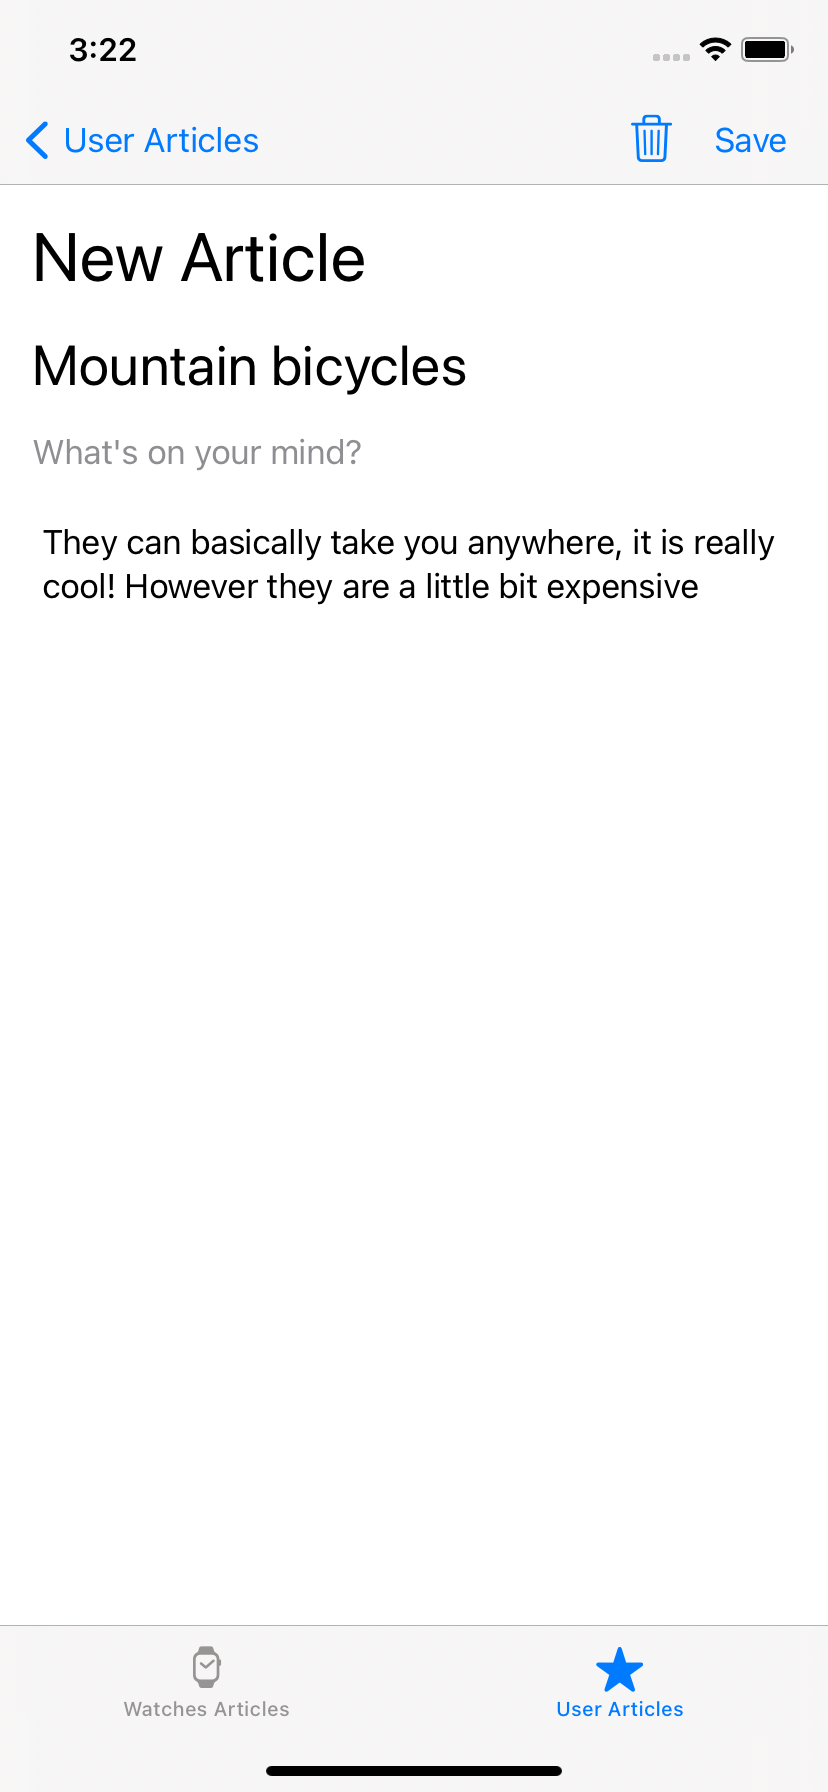 3:22
User Articles
Save
New Article
Mountain bicycles
What's on your mind?
They can basically take you anywhere, it is really
cool! However they are a little bit expensive
Watches Articles
User Articles